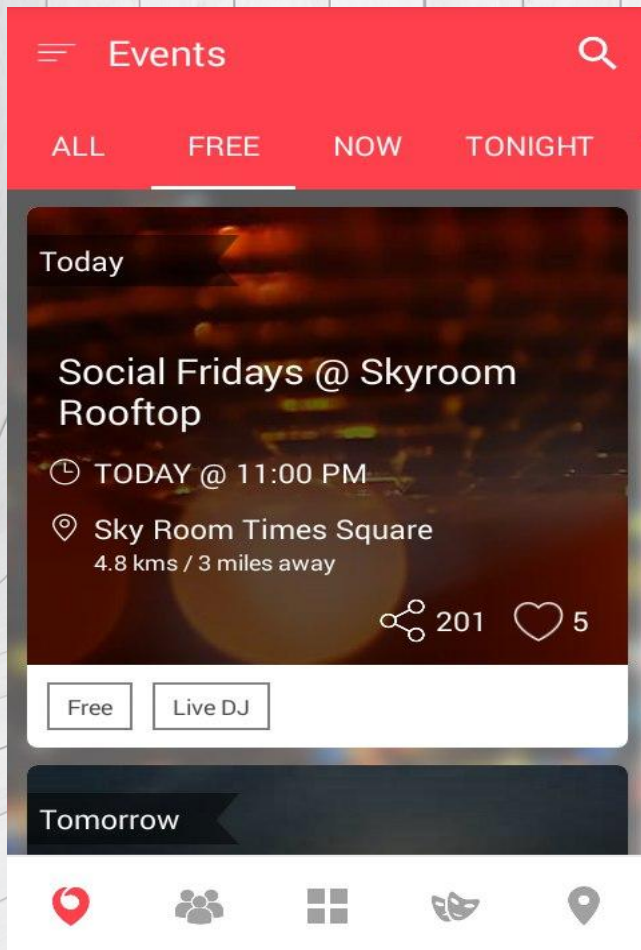 Events
ALL FREE NOW TONIGHT
Today
Social Fridays @ Skyroom
Rooftop
TODAY @ 11:00 PM
Sky Room Times Square
4.8 kms / 3 miles away
201 5
Free Live DJ
Tomorrow